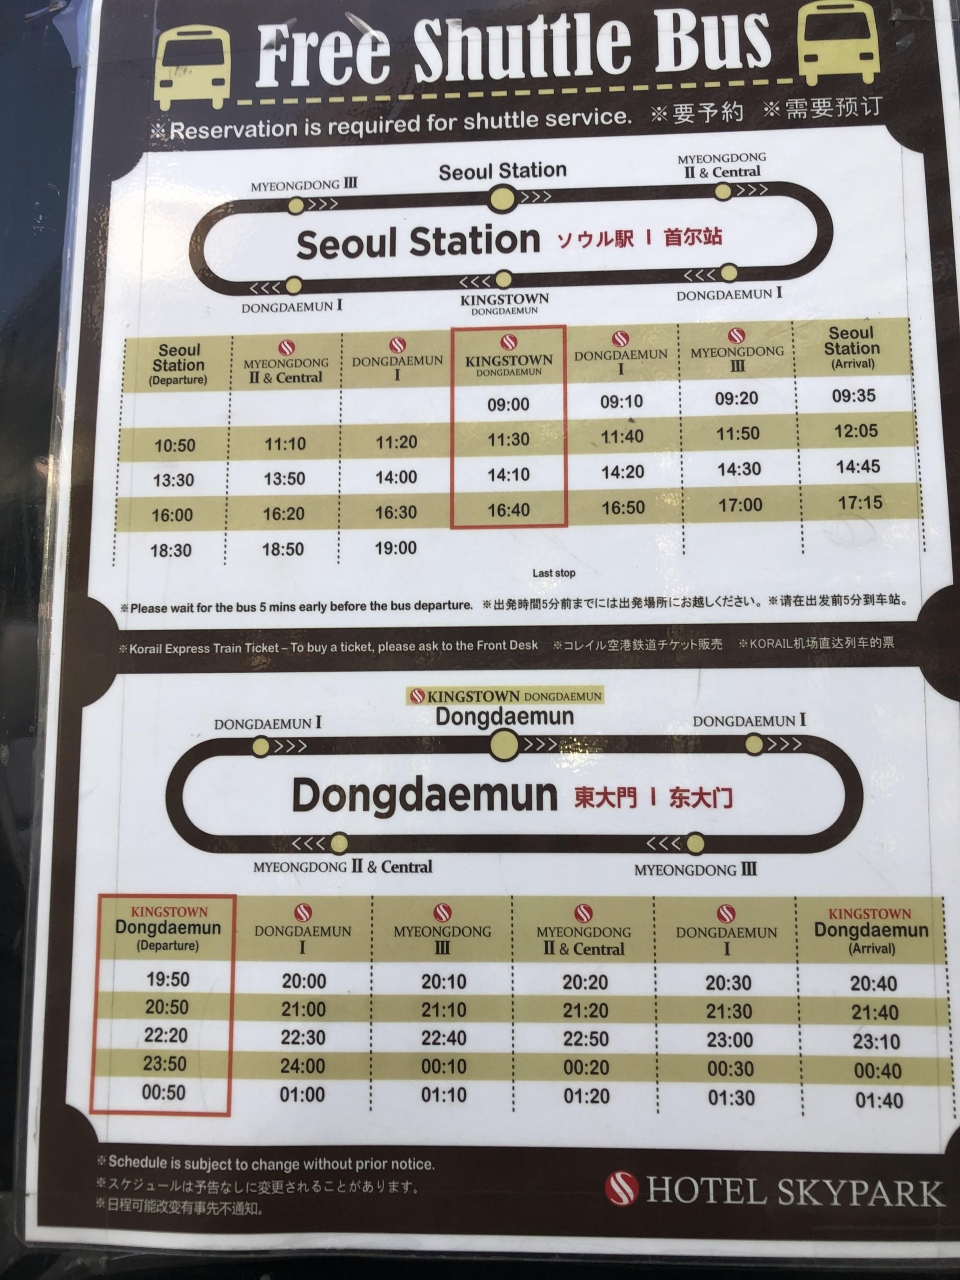 Free Shuttle Bus
※Reservation is required for shuttle service. ※要予約 ※需要预订
MYEONGDONG III
Seoul Station
MYEONGDONG
II & Central
>>> >>> >>>
Seoul Station ソウル駅 | 首尔站
<<< <<< <<<
DONGDAEMUN I
KINGSTOWN
DONGDAEMUN
DONGDAEMUN I
Seoul Station (Departure) MYEONGDONG II & Central DONGDAEMUN I KINGSTOWN DONGDAEMUN DONGDAEMUN I MYEONGDONG III Seoul Station (Arrival)
09:00 09:10 09:20 09:35
10:50 11:10 11:20 11:30 11:40 11:50 12:05
13:30 13:50 14:00 14:10 14:20 14:30 14:45
16:00 16:20 16:30 16:40 16:50 17:00 17:15
18:30 18:50 19:00
Last stop
※Please wait for the bus 5 mins early before the bus departure. ※出発時間5分前までには出発場所にお越しください。 ※请在出发前5分到车站。
※Korail Express Train Ticket – To buy a ticket, please ask to the Front Desk ※コレイル空港鉄道チケット販売 ※KORAIL机场直达列车的票
KINGSTOWN DONGDAEMUN
DONGDAEMUN I
Dongdaemun
DONGDAEMUN I
>>> >>> >>>
Dongdaemun 東大門 | 东大门
<<< <<<
MYEONGDONG II & Central
MYEONGDONG III
KINGSTOWN Dongdaemun (Departure) DONGDAEMUN I MYEONGDONG III MYEONGDONG II & Central DONGDAEMUN I KINGSTOWN Dongdaemun (Arrival)
19:50 20:00 20:10 20:20 20:30 20:40
20:50 21:00 21:10 21:20 21:30 21:40
22:20 22:30 22:40 22:50 23:00 23:10
23:50 24:00 00:10 00:20 00:30 00:40
00:50 01:00 01:10 01:20 01:30 01:40
※Schedule is subject to change without prior notice.
※スケジュールは予告なしに変更されることがあります。
※日程可能改变有事先不通知。
HOTEL SKYPARK